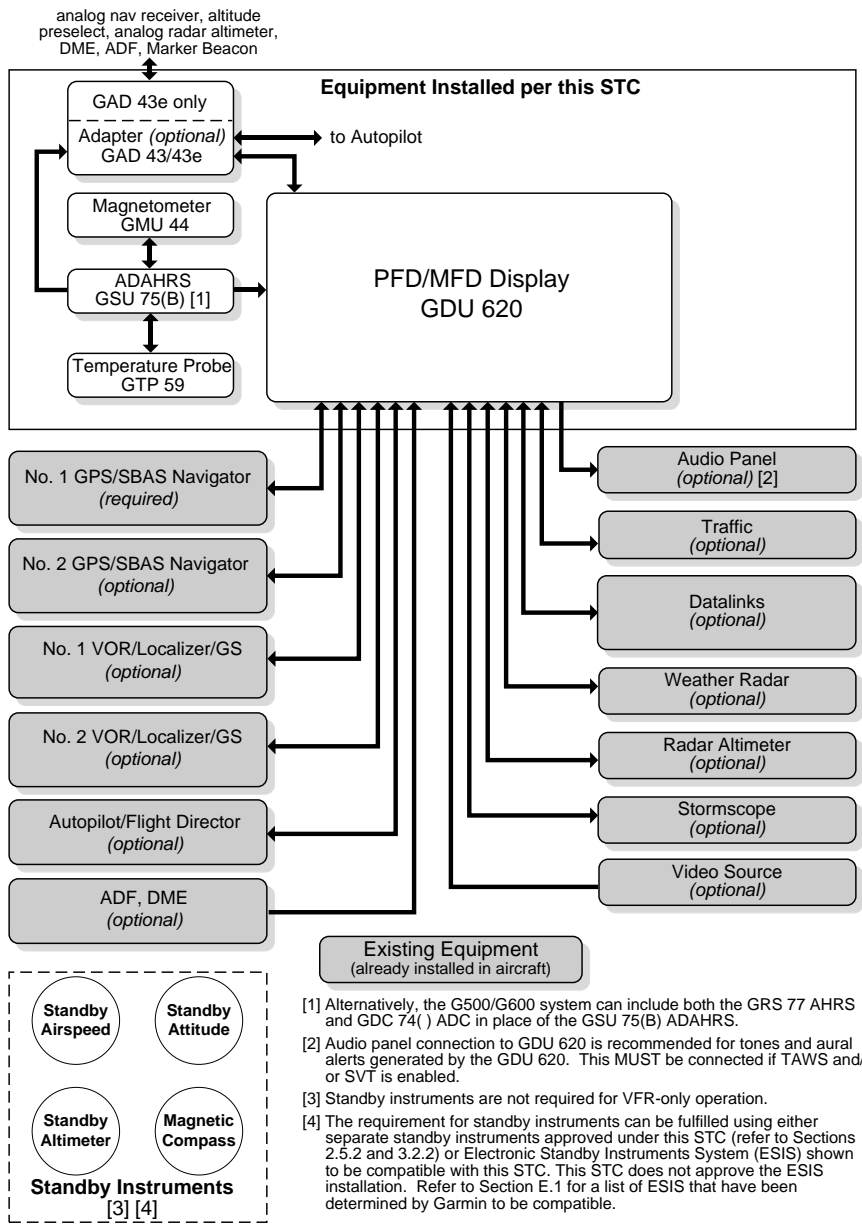 analog nav receiver, altitude
preselect, analog radar altimeter,
DME, ADF, Marker Beacon
Equipment Installed per this STC
GAD 43e only
Adapter (optional)
GAD 43/43e
to Autopilot
Magnetometer
GMU 44
ADAHRS
GSU 75(B) [1]
Temperature Probe
GTP 59
PFD/MFD Display
GDU 620
No. 1 GPS/SBAS Navigator
(required)
No. 2 GPS/SBAS Navigator
(optional)
No. 1 VOR/Localizer/GS
(optional)
No. 2 VOR/Localizer/GS
(optional)
Autopilot/Flight Director
(optional)
ADF, DME
(optional)
Audio Panel
(optional) [2]
Traffic
(optional)
Datalinks
(optional)
Weather Radar
(optional)
Radar Altimeter
(optional)
Stormscope
(optional)
Video Source
(optional)
Existing Equipment
(already installed in aircraft)
Standby
Airspeed
Standby
Attitude
Standby
Altimeter
Magnetic
Compass
Standby Instruments
[3] [4]
[1] Alternatively, the G500/G600 system can include both the GRS 77 AHRS
and GDC 74( ) ADC in place of the GSU 75(B) ADAHRS.
[2] Audio panel connection to GDU 620 is recommended for tones and aural
alerts generated by the GDU 620. This MUST be connected if TAWS and/
or SVT is enabled.
[3] Standby instruments are not required for VFR-only operation.
[4] The requirement for standby instruments can be fulfilled using either
separate standby instruments approved under this STC (refer to Sections
2.5.2 and 3.2.2) or Electronic Standby Instruments System (ESIS) shown
to be compatible with this STC. This STC does not approve the ESIS
installation. Refer to Section E.1 for a list of ESIS that have been
determined by Garmin to be compatible.